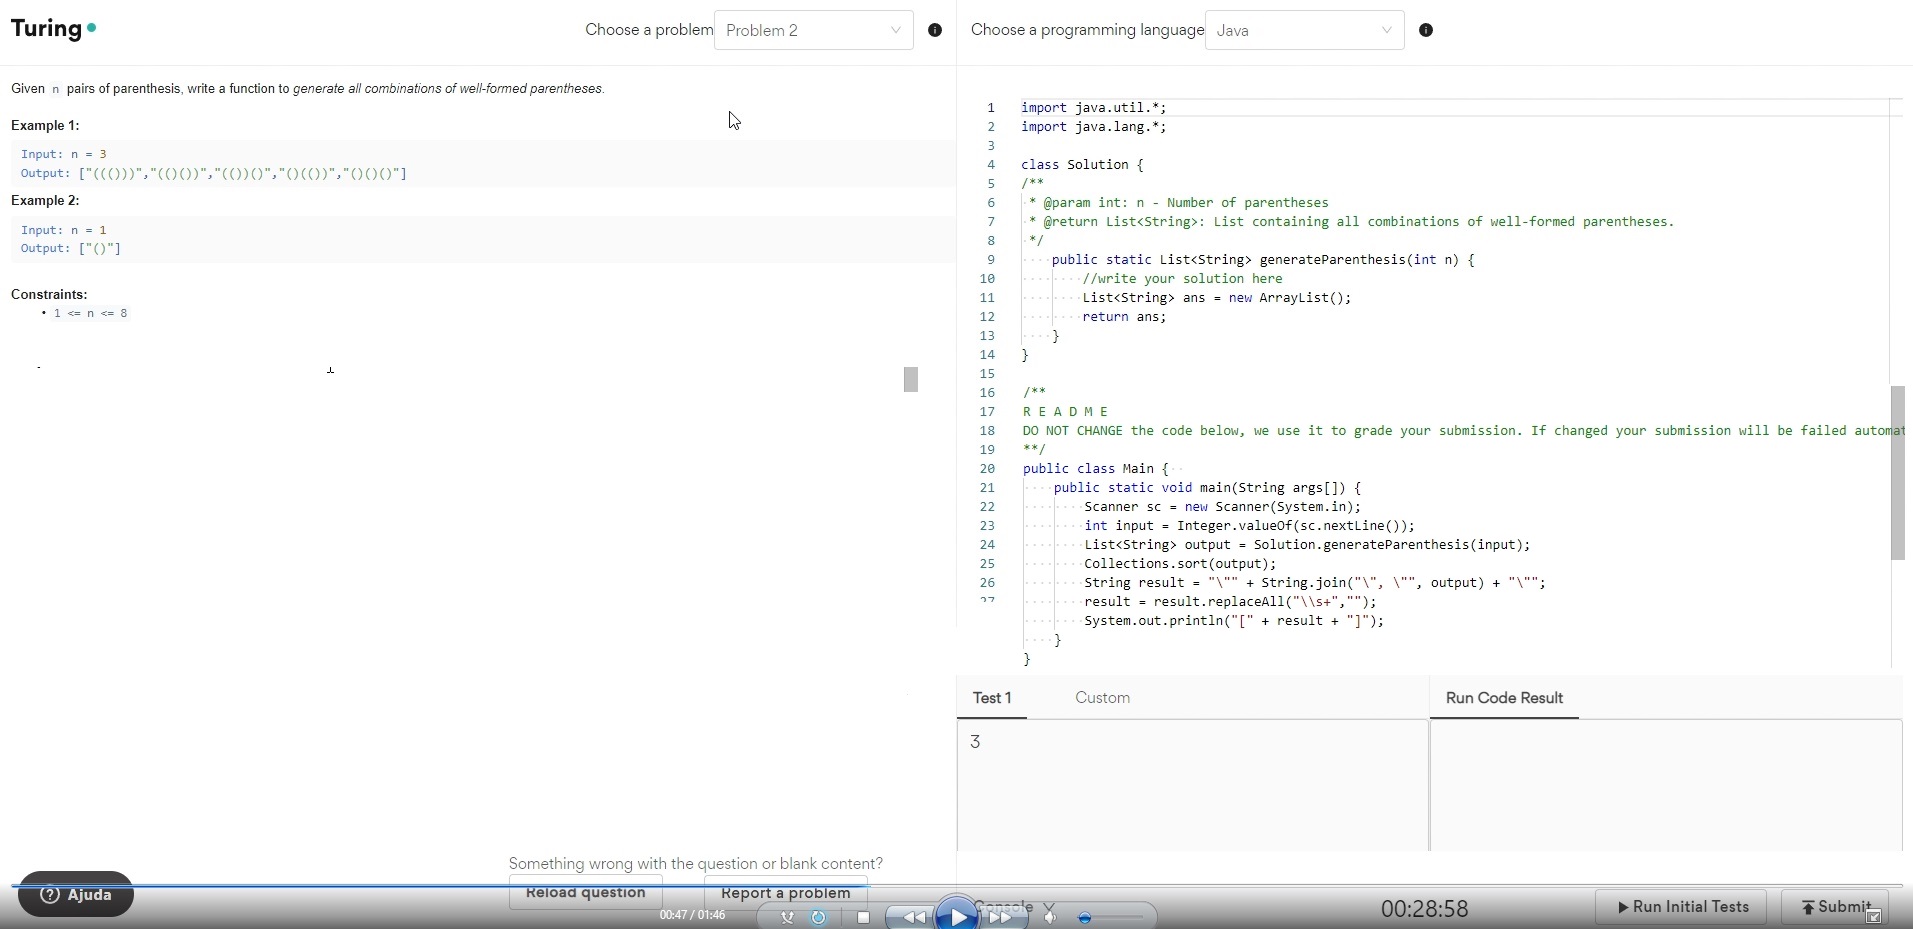 Turing
Choose a problem Problem 2
Choose a programming language Java
Given n pairs of parenthesis, write a function to generate all combinations of well-formed parentheses.
Example 1:
Input: n = 3
Output: ["((()))","(()())","(())()","()(())","()()()"]
Example 2:
Input: n = 1
Output: ["()"]
Constraints:
• 1 <= n <= 8
1 import java.util.*;
2 import java.lang.*;
3
4 class Solution {
5 /**
6 * @param int: n - Number of parentheses
7 * @return List<String>: List containing all combinations of well-formed parentheses.
8 */
9 public static List<String> generateParenthesis(int n) {
10 //write your solution here
11 List<String> ans = new ArrayList();
12 return ans;
13 }
14 }
15
16 /**
17 R E A D M E
18 DO NOT CHANGE the code below, we use it to grade your submission. If changed your submission will be failed automat
19 **/
20 public class Main {
21 public static void main(String args[]) {
22 Scanner sc = new Scanner(System.in);
23 int input = Integer.valueOf(sc.nextLine());
24 List<String> output = Solution.generateParenthesis(input);
25 Collections.sort(output);
26 String result = "\"" + String.join("\", \"", output) + "\"";
27 result = result.replaceAll("\\s+","");
System.out.println("[" + result + "]");
}
}
Test 1 Custom
Run Code Result
3
Something wrong with the question or blank content?
Reload question Report a problem
Ajuda
00:47 / 01:46
Console
00:28:58
Run Initial Tests
Submit